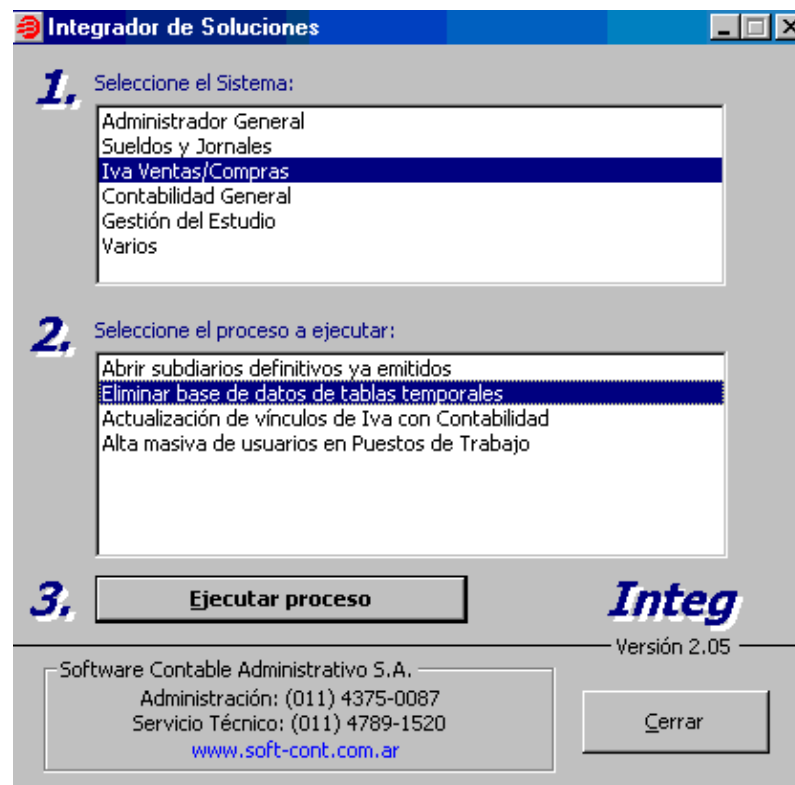 Integrador de Soluciones
1. Seleccione el Sistema:
Administrador General
Sueldos y Jornales
Iva Ventas/Compras
Contabilidad General
Gestión del Estudio
Varios
2. Seleccione el proceso a ejecutar:
Abrir subdiarios definitivos ya emitidos
Eliminar base de datos de tablas temporales
Actualización de vínculos de Iva con Contabilidad
Alta masiva de usuarios en Puestos de Trabajo
3. Ejecutar proceso
Integ
Versión 2.05
Software Contable Administrativo S.A.
Administración: (011) 4375-0087
Servicio Técnico: (011) 4789-1520
www.soft-cont.com.ar
Cerrar